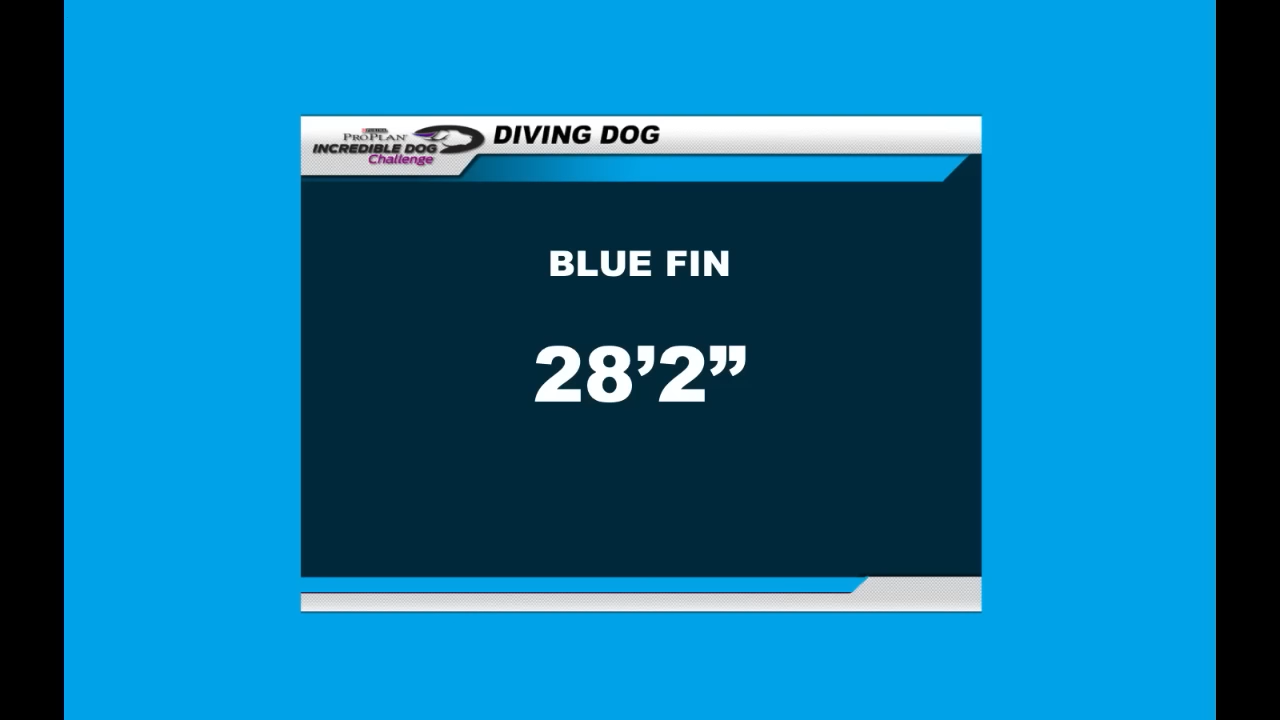 PURINA
PRO PLAN
INCREDIBLE DOG
Challenge
DIVING DOG
BLUE FIN
28’2”